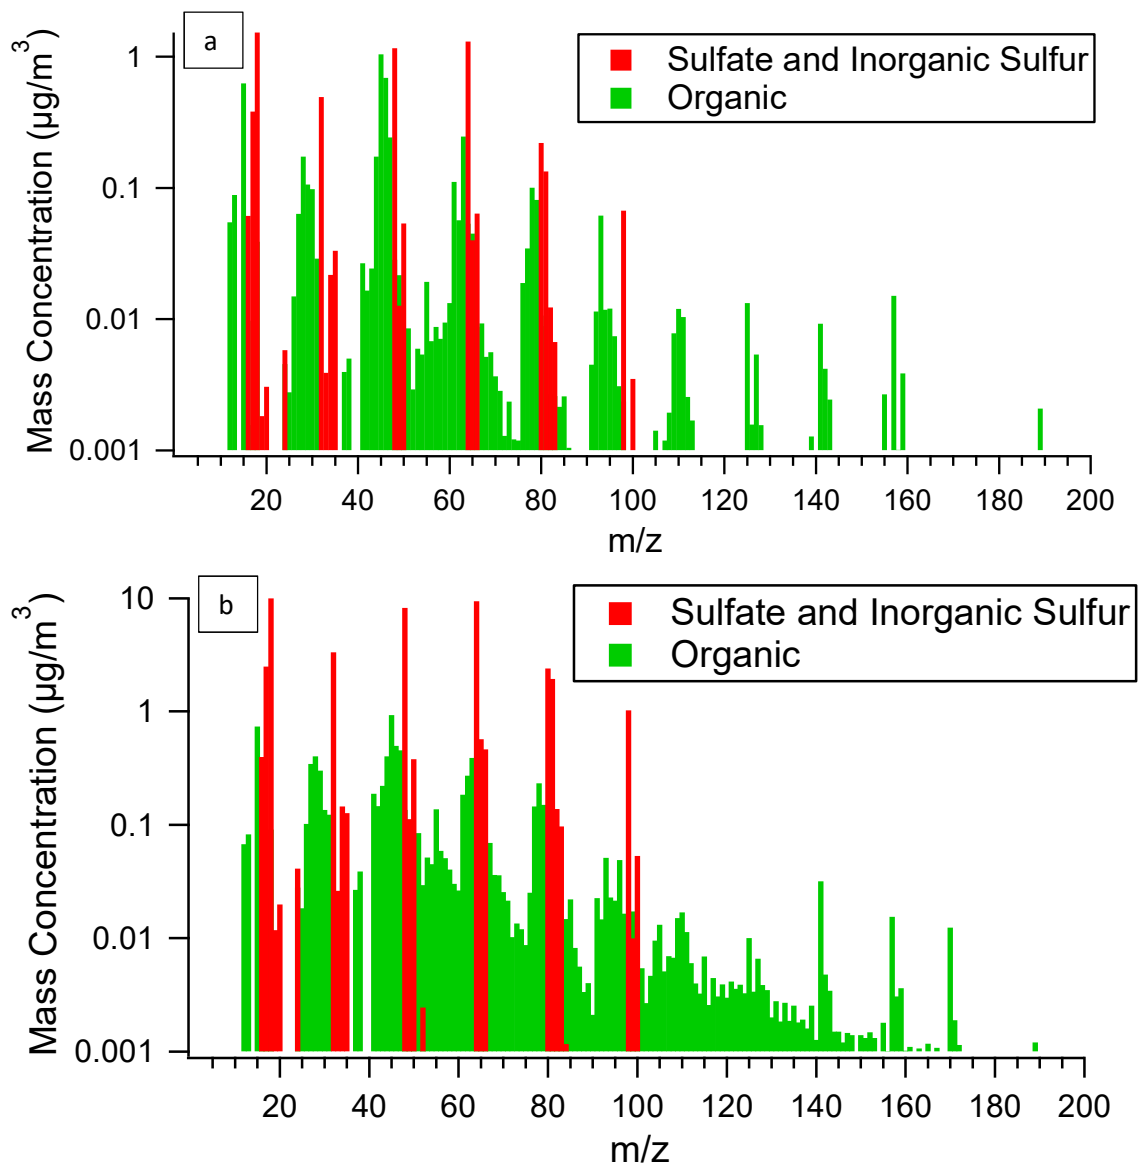 a
Sulfate and Inorganic Sulfur
Organic
Mass Concentration (µg/m³)
1
0.1
0.01
0.001
20 40 60 80 100 120 140 160 180 200
m/z
b
Sulfate and Inorganic Sulfur
Organic
Mass Concentration (µg/m³)
10
1
0.1
0.01
0.001
20 40 60 80 100 120 140 160 180 200
m/z